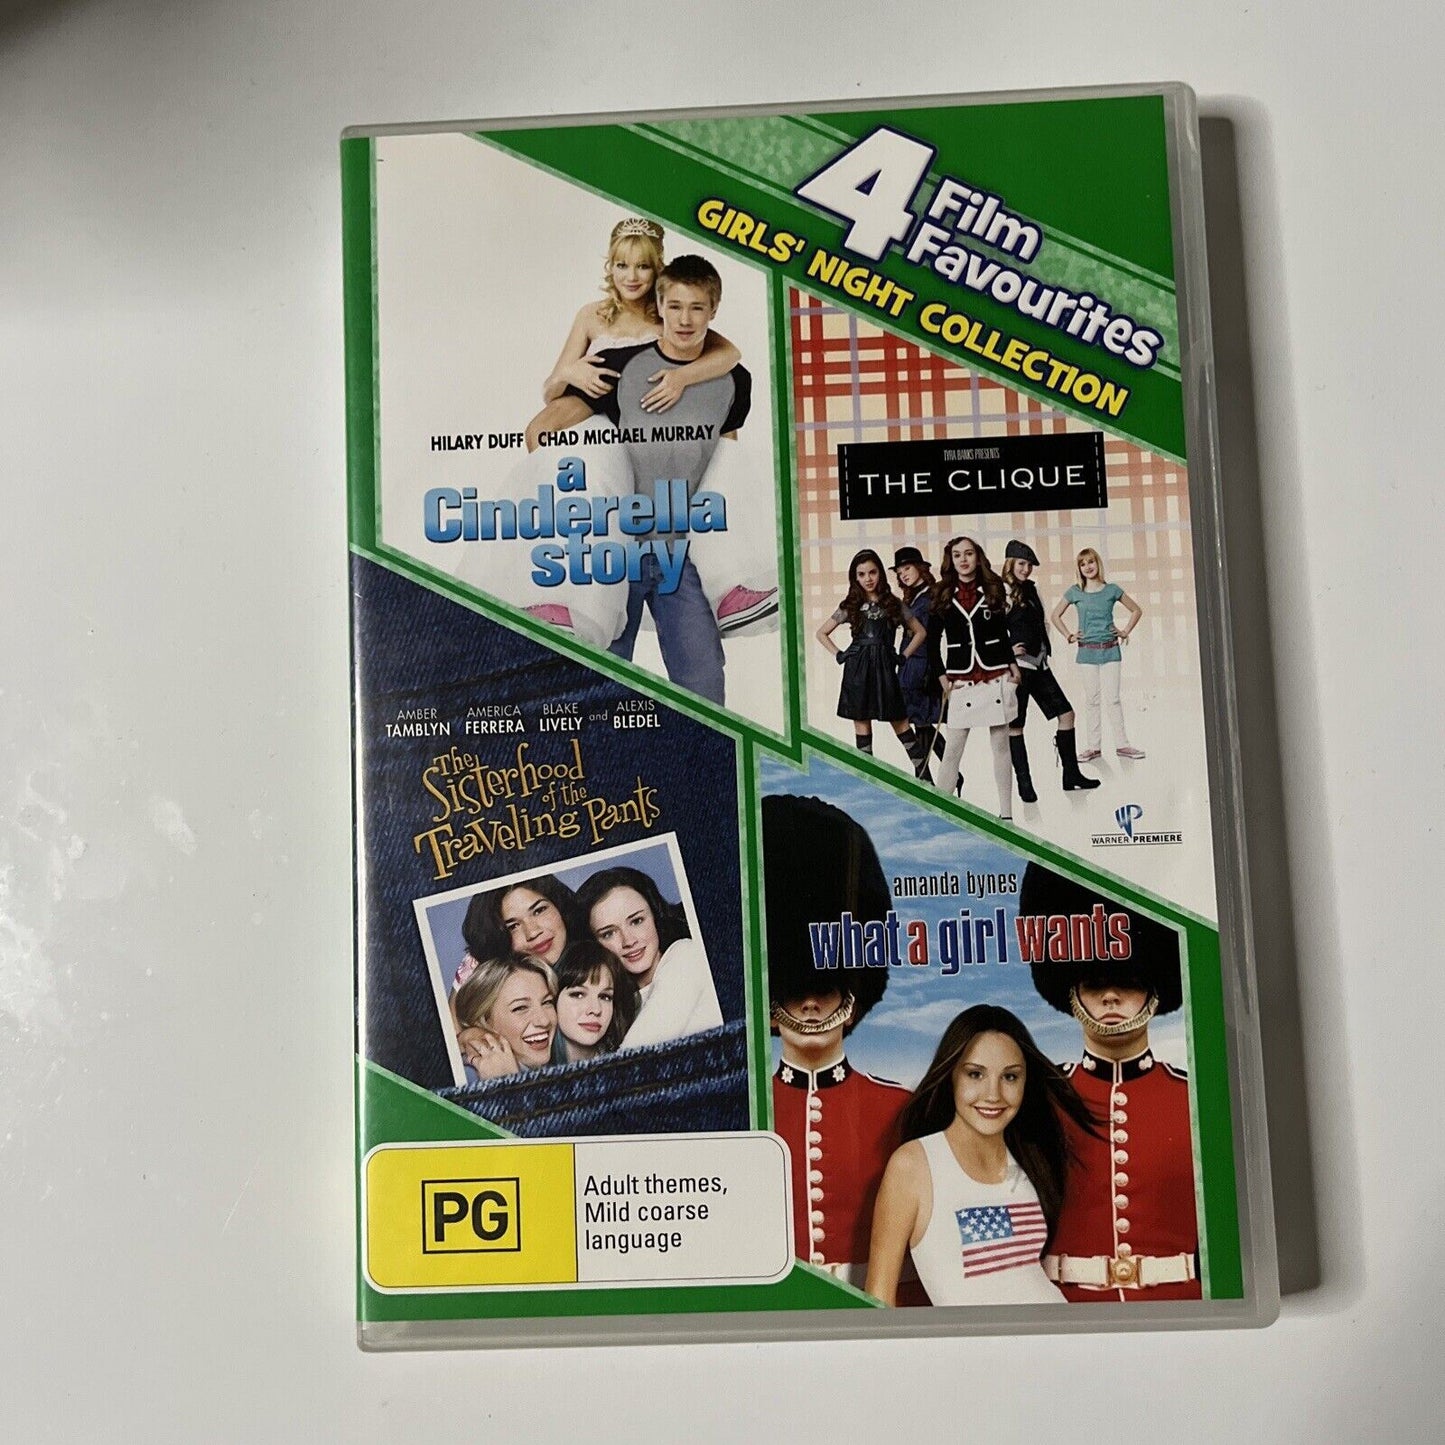 4 Film
Favourites
GIRLS' NIGHT COLLECTION
HILARY DUFF CHAD MICHAEL MURRAY
a
Cinderella
story
TYRA BANKS PRESENTS
THE CLIQUE
WP
WARNER PREMIERE
AMBER TAMBLYN AMERICA FERRERA BLAKE LIVELY and ALEXIS BLEDEL
The
Sisterhood
of the
Traveling Pants
amanda bynes
what a girl wants
PG
Adult themes,
Mild coarse
language